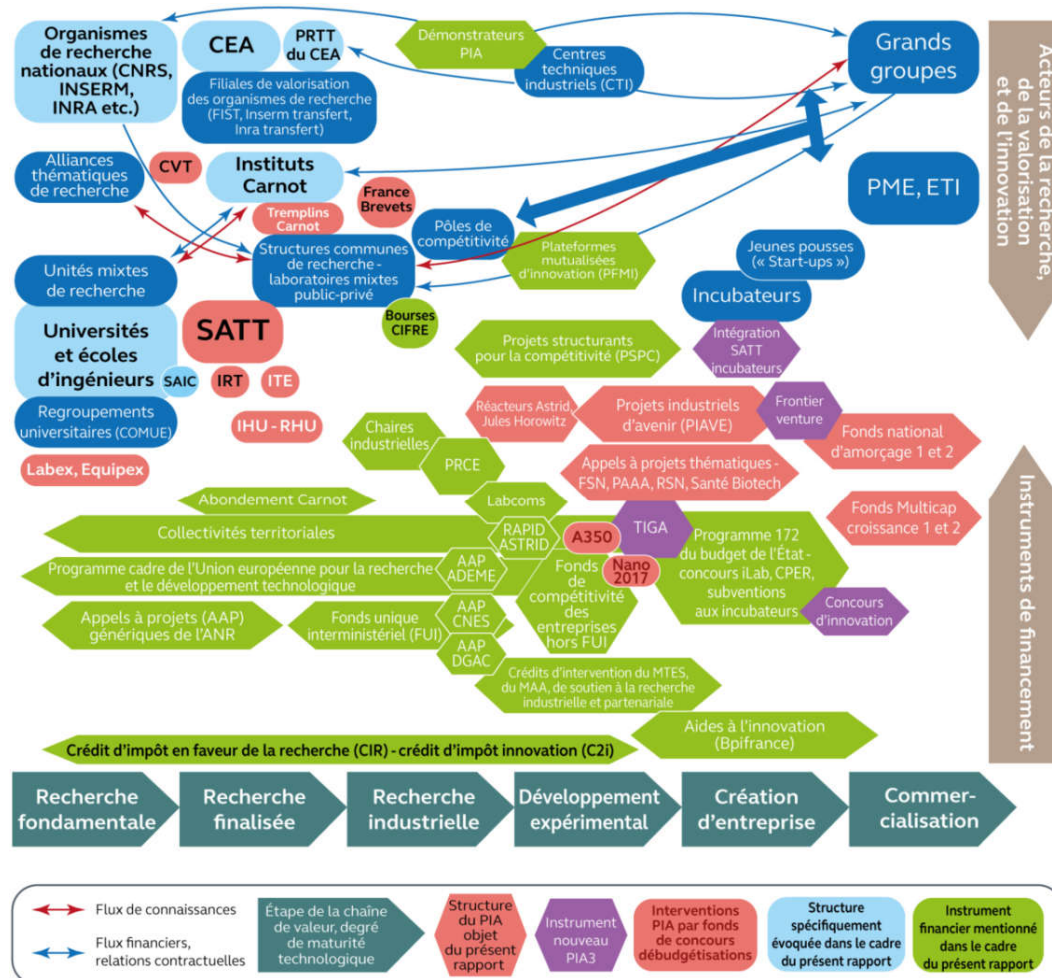 Organismes
de recherche
nationaux (CNRS,
INSERM,
INRA etc.)
CEA
PRTT
du CEA
Démonstrateurs
PIA
Centres
techniques
industriels (CTI)
Grands
groupes
Filiales de valorisation
des organismes de recherche
(FIST, Inserm transfert,
Inra transfert)
Alliances
thématiques
de recherche
CVT
Instituts
Carnot
Tremplins
Carnot
France
Brevets
Pôles de
compétitivité
PME, ETI
Unités mixtes
de recherche
Structures communes
de recherche-
laboratoires mixtes
public-privé
Plateformes
mutualisées
d'innovation (PFMI)
Jeunes pousses
(« Start-ups »)
Incubateurs
Universités
et écoles
d'ingénieurs
SATT
Bourses
CIFRE
Projets structurants
pour la compétitivité (PSPC)
Intégration
SATT
incubateurs
SAIC
IRT
ITE
Regroupements
universitaires (COMUE)
IHU - RHU
Labex, Equipex
Chaires
industrielles
PRCE
Réacteurs Astrid,
Jules Horowitz
Projets industriels
d'avenir (PIAVE)
Frontier
venture
Fonds national
d'amorçage 1 et 2
Appels à projets thématiques -
FSN, PAAA, RSN, Santé Biotech
Abondement Carnot
Labcoms
Fonds Multicap
croissance 1 et 2
Collectivités territoriales
RAPID
ASTRID
A350
TIGA
Programme 172
du budget de l'État -
concours iLab, CPER,
subventions
aux incubateurs
Programme cadre de l'Union européenne pour la recherche
et le développement technologique
AAP
ADEME
Fonds
de
compétitivité
des
entreprises
hors FUI
Nano
2017
Appels à projets (AAP)
génériques de l'ANR
Fonds unique
interministériel (FUI)
AAP
CNES
AAP
DGAC
Concours
d'innovation
Crédits d'intervention du MTES,
du MAA, de soutien à la recherche
industrielle et partenariale
Aides à l'innovation
(Bpifrance)
Crédit d'impôt en faveur de la recherche (CIR) - crédit d'impôt innovation (C2i)
Acteurs de la recherche,
de la valorisation
et de l'innovation
Instruments de financement
Recherche
fondamentale
Recherche
finalisée
Recherche
industrielle
Développement
expérimental
Création
d'entreprise
Commer-
cialisation
Flux de connaissances
Flux financiers,
relations contractuelles
Étape de la chaîne
de valeur, degré
de maturité
technologique
Structure
du PIA
objet
du présent
rapport
Instrument
nouveau
PIA3
Interventions
PIA par fonds
de concours
débudgétisations
Structure
spécifiquement
évoquée dans le cadre
du présent rapport
Instrument
financier mentionné
dans le cadre
du présent rapport